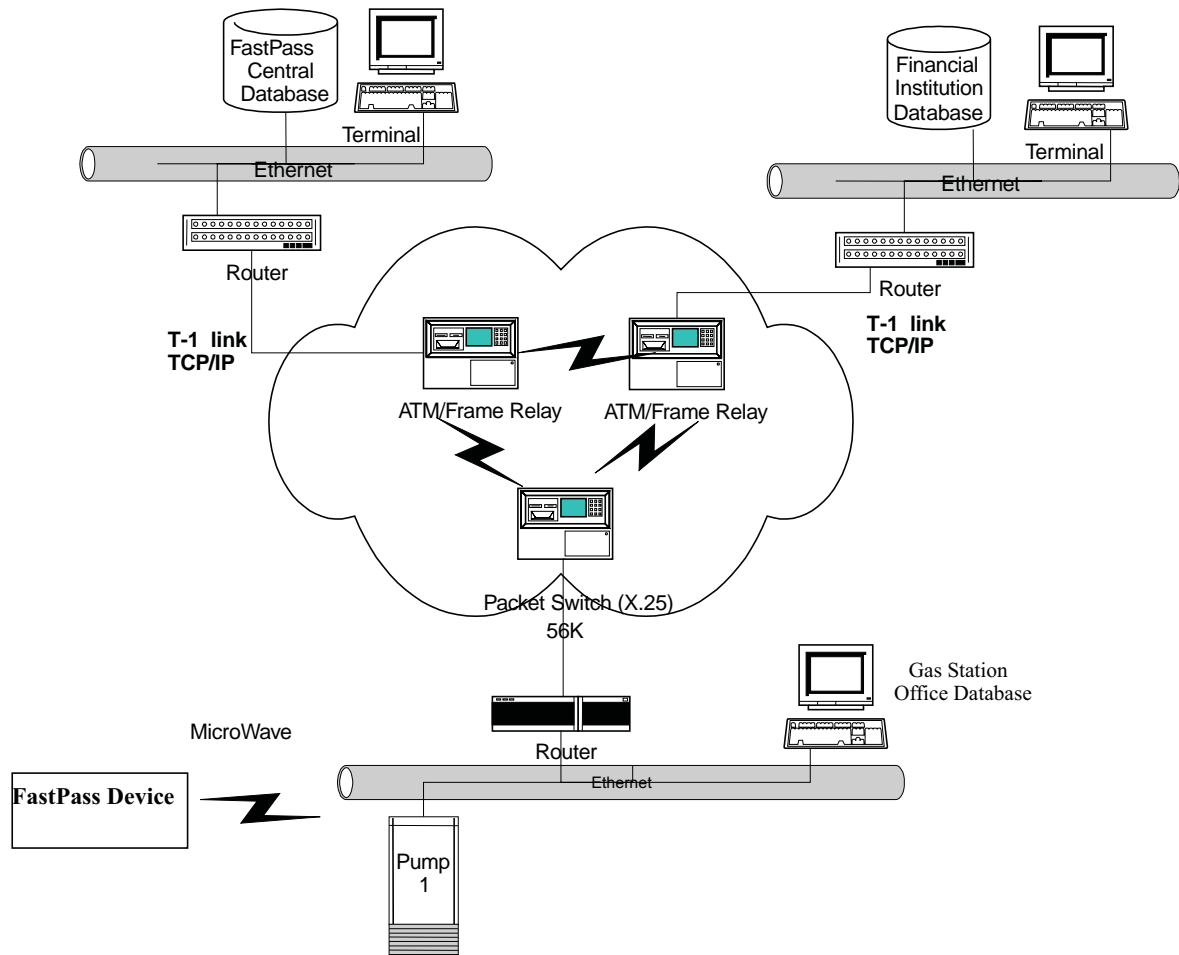 FastPass
Central
Database
Terminal
Ethernet
Router
T-1 link
TCP/IP
Financial
Institution
Database
Terminal
Ethernet
Router
T-1 link
TCP/IP
ATM/Frame Relay
ATM/Frame Relay
Packet Switch (X.25)
56K
Gas Station
Office Database
MicroWave
Router
Ethernet
FastPass Device
Pump
1